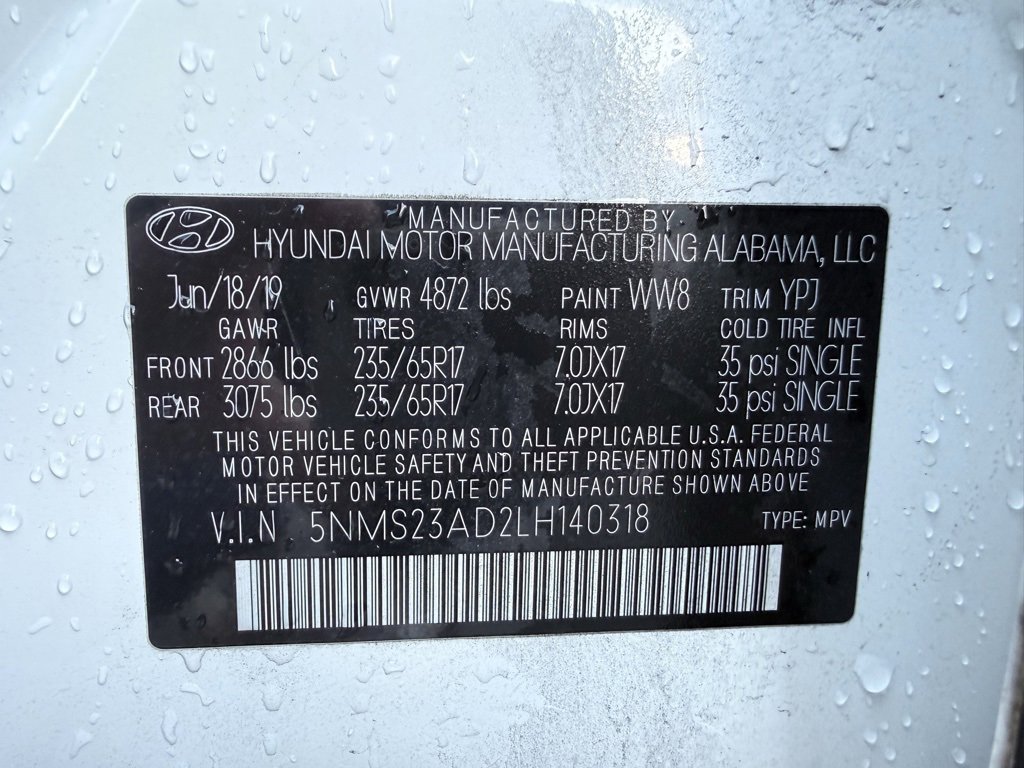 MANUFACTURED BY
HYUNDAI MOTOR MANUFACTURING ALABAMA, LLC
Jun/18/19 GVWR 4872 lbs PAINT WW8 TRIM YPJ
GAWR TIRES RIMS COLD TIRE INFL
FRONT 2866 lbs 235/65R17 7.0JX17 35 psi SINGLE
REAR 3075 lbs 235/65R17 7.0JX17 35 psi SINGLE
THIS VEHICLE CONFORMS TO ALL APPLICABLE U.S.A. FEDERAL
MOTOR VEHICLE SAFETY AND THEFT PREVENTION STANDARDS
IN EFFECT ON THE DATE OF MANUFACTURE SHOWN ABOVE
V.I.N 5NMS23AD2LH140318 TYPE: MPV